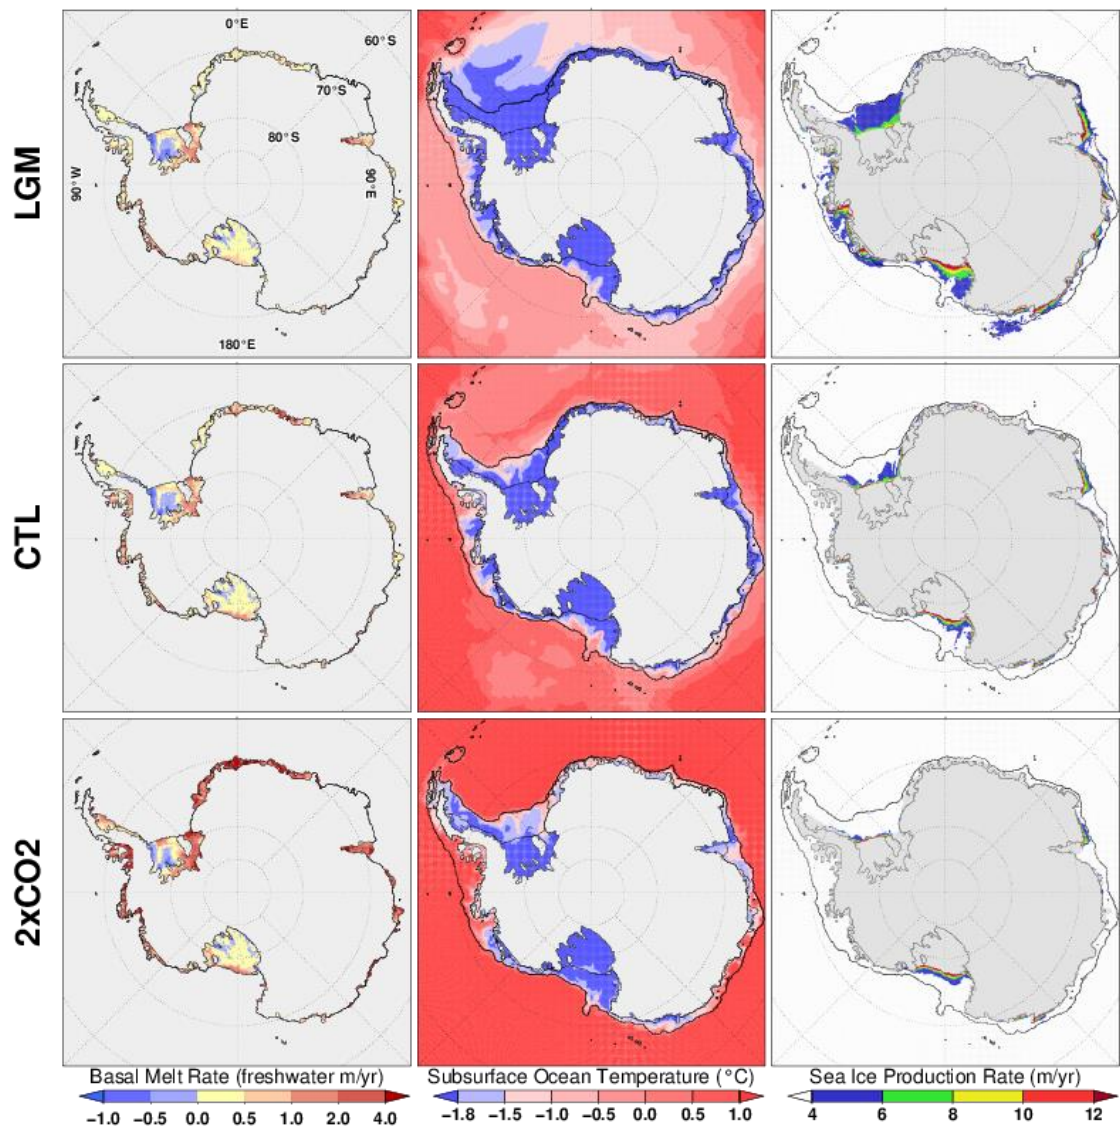 LGM
0°E
60°S
70°S
80°S
90°W
90°E
180°E
CTL
2xCO2
Basal Melt Rate (freshwater m/yr)
−1.0 −0.5 0.0 0.5 1.0 2.0 4.0
Subsurface Ocean Temperature (°C)
−1.8 −1.5 −1.0 −0.5 0.0 0.5 1.0
Sea Ice Production Rate (m/yr)
4 6 8 10 12